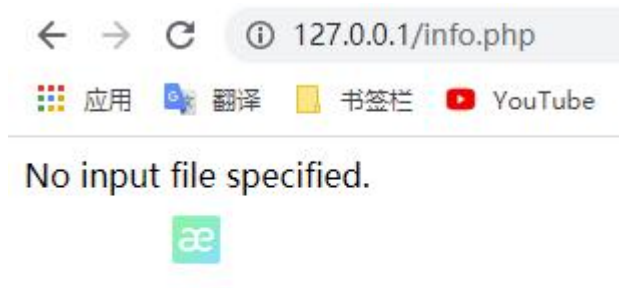 127.0.0.1/info.php
应用 翻译 书签栏 YouTube
No input file specified.
æ